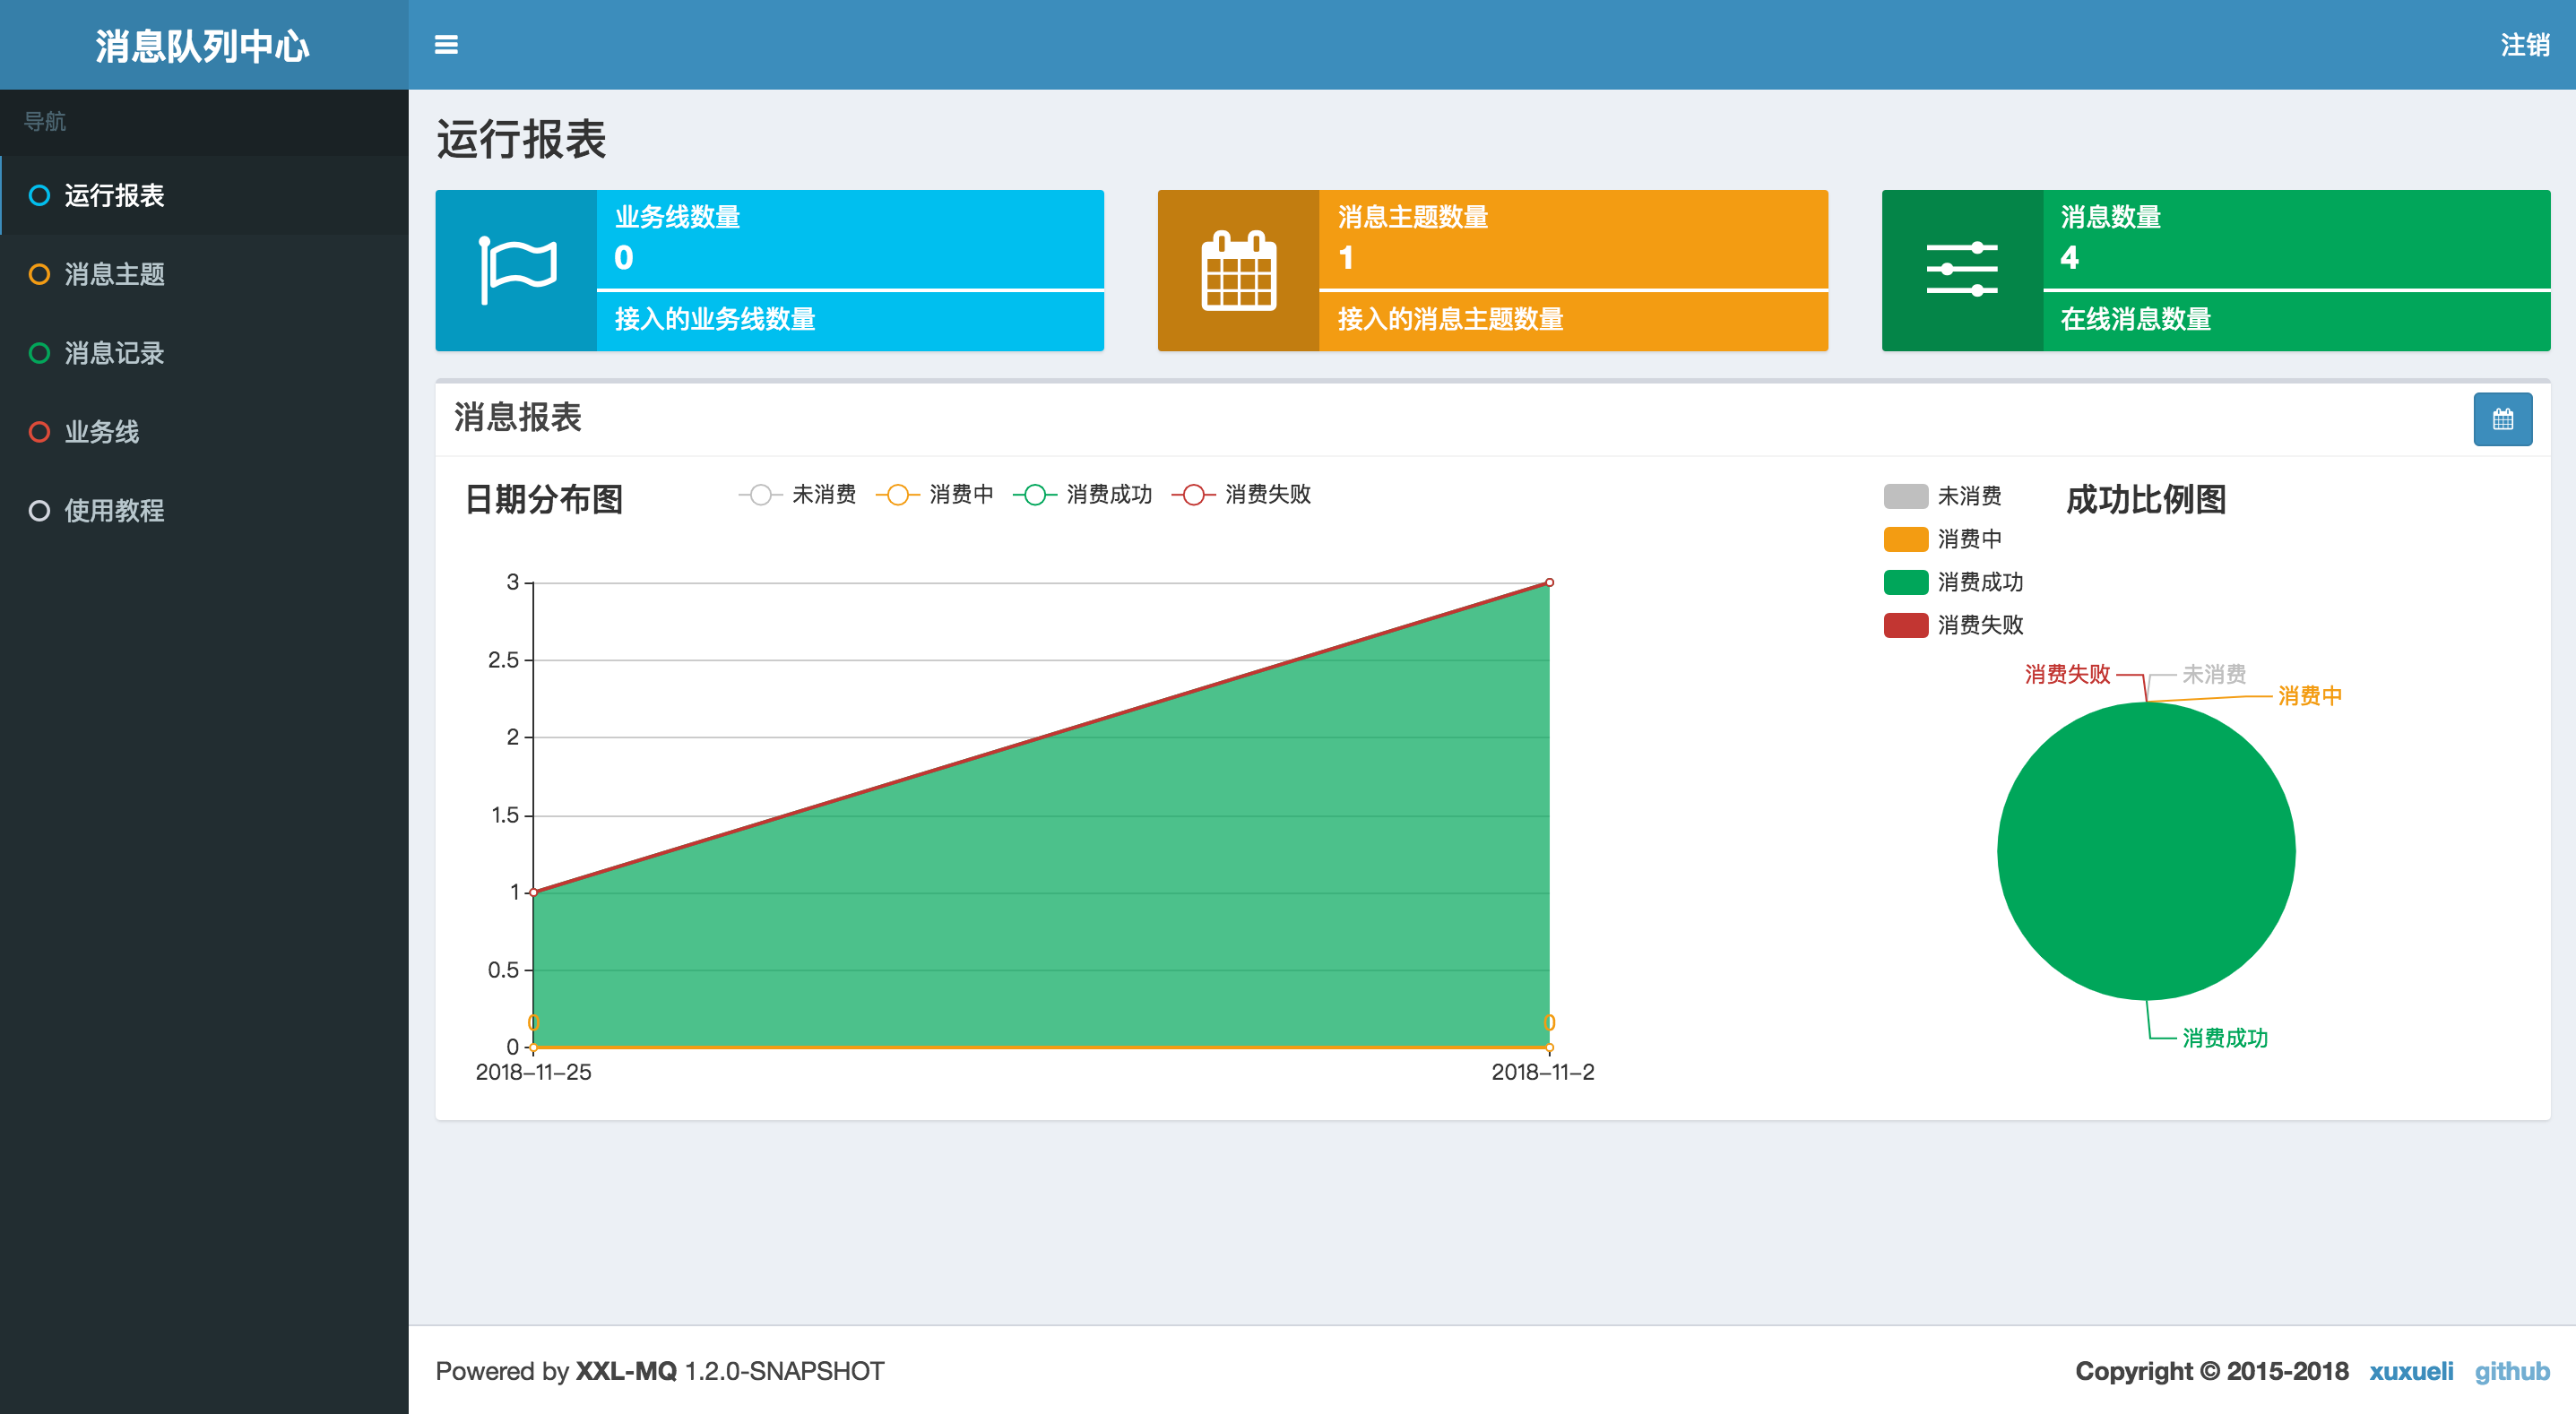 消息队列中心
注销
导航
运行报表
消息主题
消息记录
业务线
使用教程
运行报表
业务线数量
0
接入的业务线数量
消息主题数量
1
接入的消息主题数量
消息数量
4
在线消息数量
消息报表
日期分布图
未消费 消费中 消费成功 消费失败
3
2.5
2
1.5
1
0.5
0
0 0
2018-11-25 2018-11-2
未消费
消费中
消费成功
消费失败
成功比例图
消费失败 未消费
消费中
消费成功
Powered by XXL-MQ 1.2.0-SNAPSHOT
Copyright © 2015-2018 xuxueli github